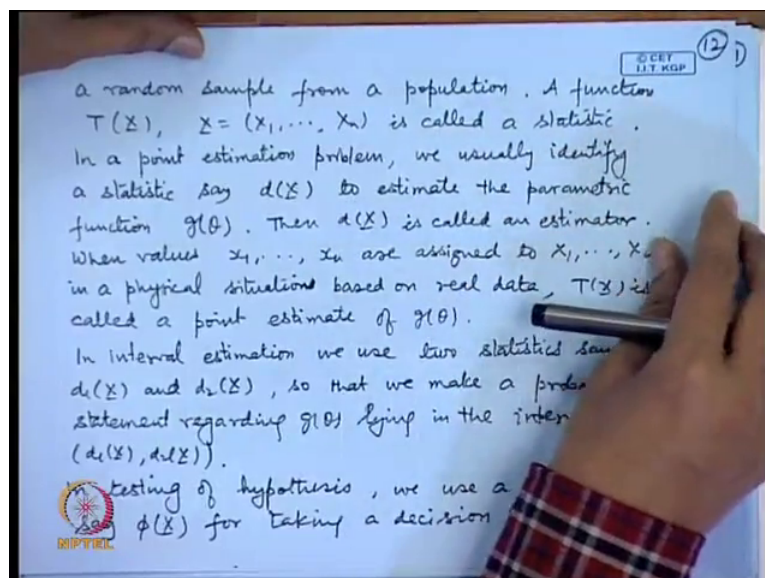 © CET
I.I.T. KGP
12
a random sample from a population. A function
T(X), X = (X1, ..., Xn) is called a statistic.
In a point estimation problem, we usually identify
a statistic say d(X) to estimate the parametric
function g(θ). Then d(X) is called an estimator.
When values x1, ..., xn are assigned to X1, ..., Xn
in a physical situations based on real data, T(X) is
called a point estimate of g(θ).
In interval estimation we use two statistics say
d1(X) and d2(X), so that we make a
statement regarding g(θ) lying in the
(d1(X), d2(X)).
In testing of hypothesis, we use a
say φ(X) for taking a decision
NPTEL